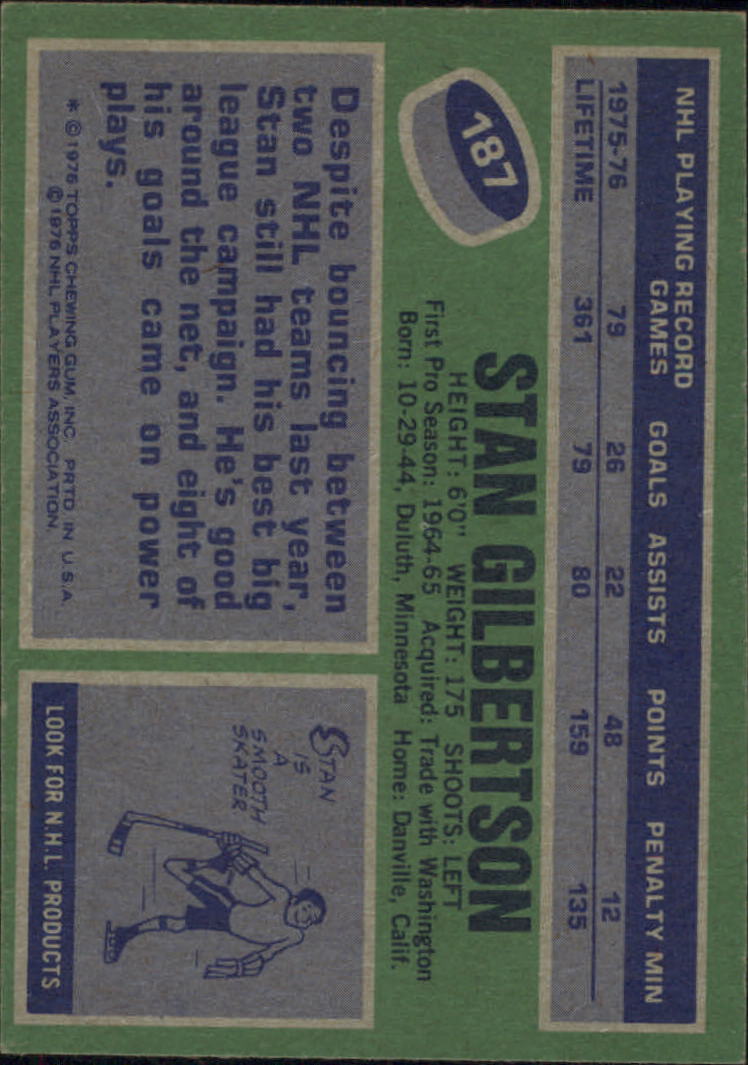 NHL PLAYING RECORD
GAMES GOALS ASSISTS POINTS PENALTY MIN
1975-76 79 26 22 48 12
LIFETIME 361 79 80 159 135
187
STAN GILBERTSON
HEIGHT: 6'0" WEIGHT: 175 SHOOTS: LEFT
First Pro Season: 1964-65 Acquired: Trade with Washington
Born: 10-29-44, Duluth, Minnesota Home: Danville, Calif.
Despite bouncing between
two NHL teams last year,
Stan still had his best big
league campaign. He's good
around the net, and eight of
his goals came on power
plays.
* © 1976 TOPPS CHEWING GUM, INC. PRTD. IN U.S.A.
© 1976 NHL PLAYERS ASSOCIATION.
STAN
IS
A
SMOOTH
SKATER
LOOK FOR N.H.L. PRODUCTS